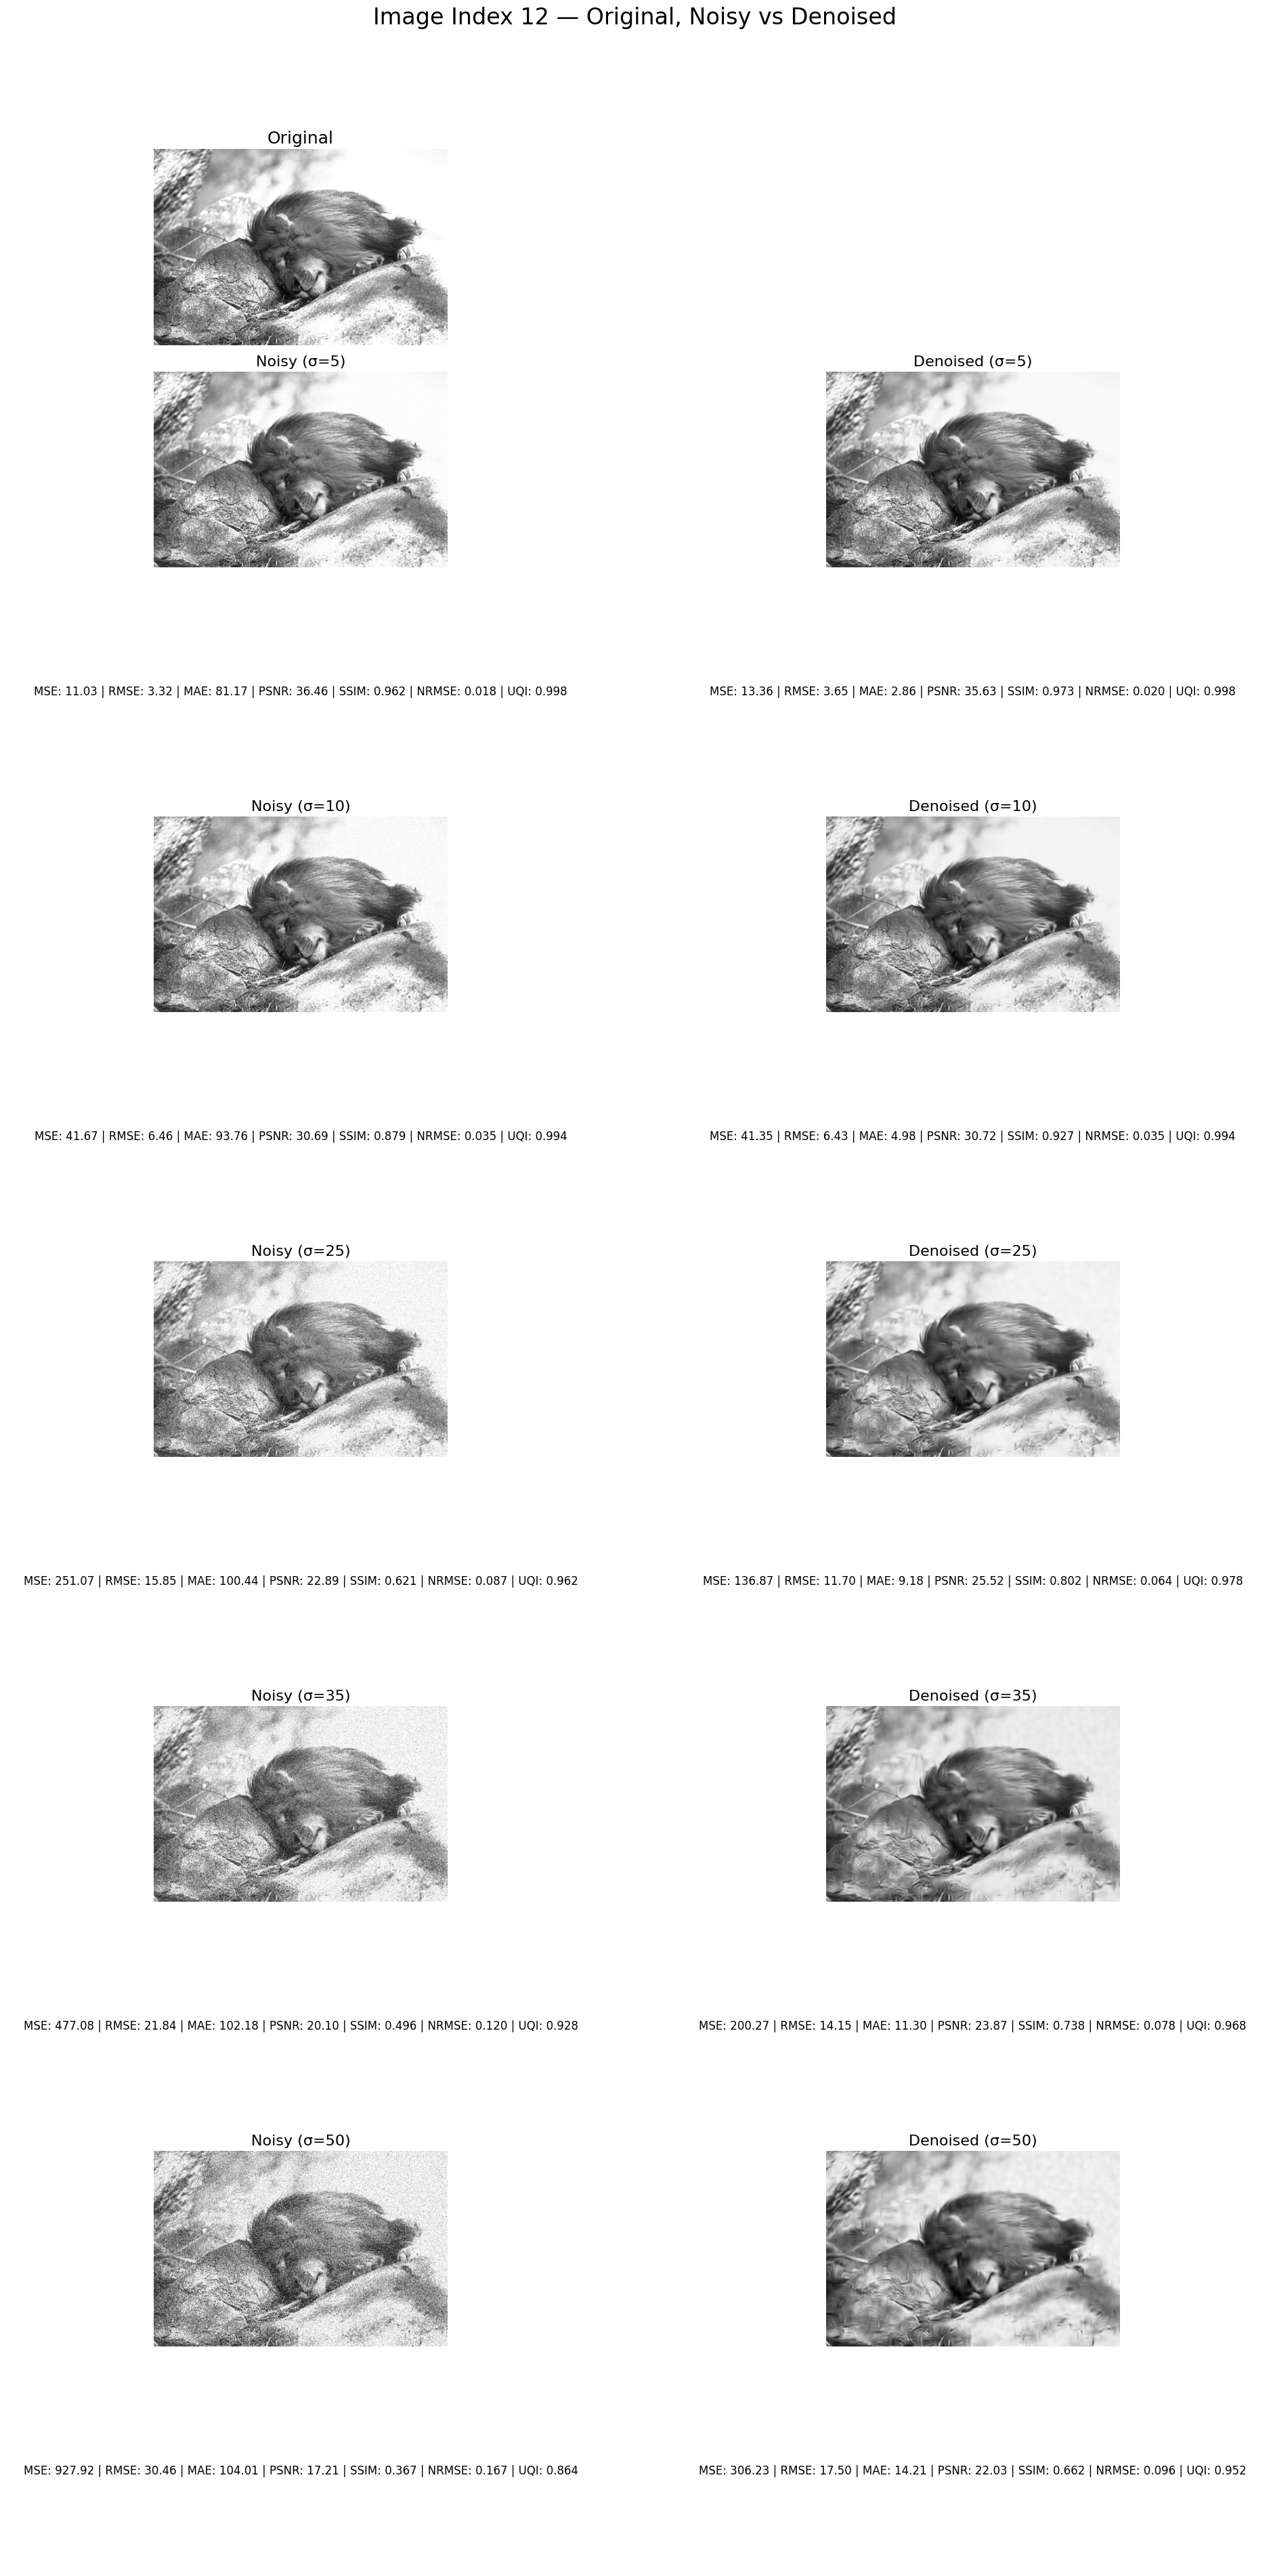 Image Index 12 — Original, Noisy vs Denoised
Original
Noisy (σ=5)
Denoised (σ=5)
MSE: 11.03 | RMSE: 3.32 | MAE: 81.17 | PSNR: 36.46 | SSIM: 0.962 | NRMSE: 0.018 | UQI: 0.998
MSE: 13.36 | RMSE: 3.65 | MAE: 2.86 | PSNR: 35.63 | SSIM: 0.973 | NRMSE: 0.020 | UQI: 0.998
Noisy (σ=10)
Denoised (σ=10)
MSE: 41.67 | RMSE: 6.46 | MAE: 93.76 | PSNR: 30.69 | SSIM: 0.879 | NRMSE: 0.035 | UQI: 0.994
MSE: 41.35 | RMSE: 6.43 | MAE: 4.98 | PSNR: 30.72 | SSIM: 0.927 | NRMSE: 0.035 | UQI: 0.994
Noisy (σ=25)
Denoised (σ=25)
MSE: 251.07 | RMSE: 15.85 | MAE: 100.44 | PSNR: 22.89 | SSIM: 0.621 | NRMSE: 0.087 | UQI: 0.962
MSE: 136.87 | RMSE: 11.70 | MAE: 9.18 | PSNR: 25.52 | SSIM: 0.802 | NRMSE: 0.064 | UQI: 0.978
Noisy (σ=35)
Denoised (σ=35)
MSE: 477.08 | RMSE: 21.84 | MAE: 102.18 | PSNR: 20.10 | SSIM: 0.496 | NRMSE: 0.120 | UQI: 0.928
MSE: 200.27 | RMSE: 14.15 | MAE: 11.30 | PSNR: 23.87 | SSIM: 0.738 | NRMSE: 0.078 | UQI: 0.968
Noisy (σ=50)
Denoised (σ=50)
MSE: 927.92 | RMSE: 30.46 | MAE: 104.01 | PSNR: 17.21 | SSIM: 0.367 | NRMSE: 0.167 | UQI: 0.864
MSE: 306.23 | RMSE: 17.50 | MAE: 14.21 | PSNR: 22.03 | SSIM: 0.662 | NRMSE: 0.096 | UQI: 0.952